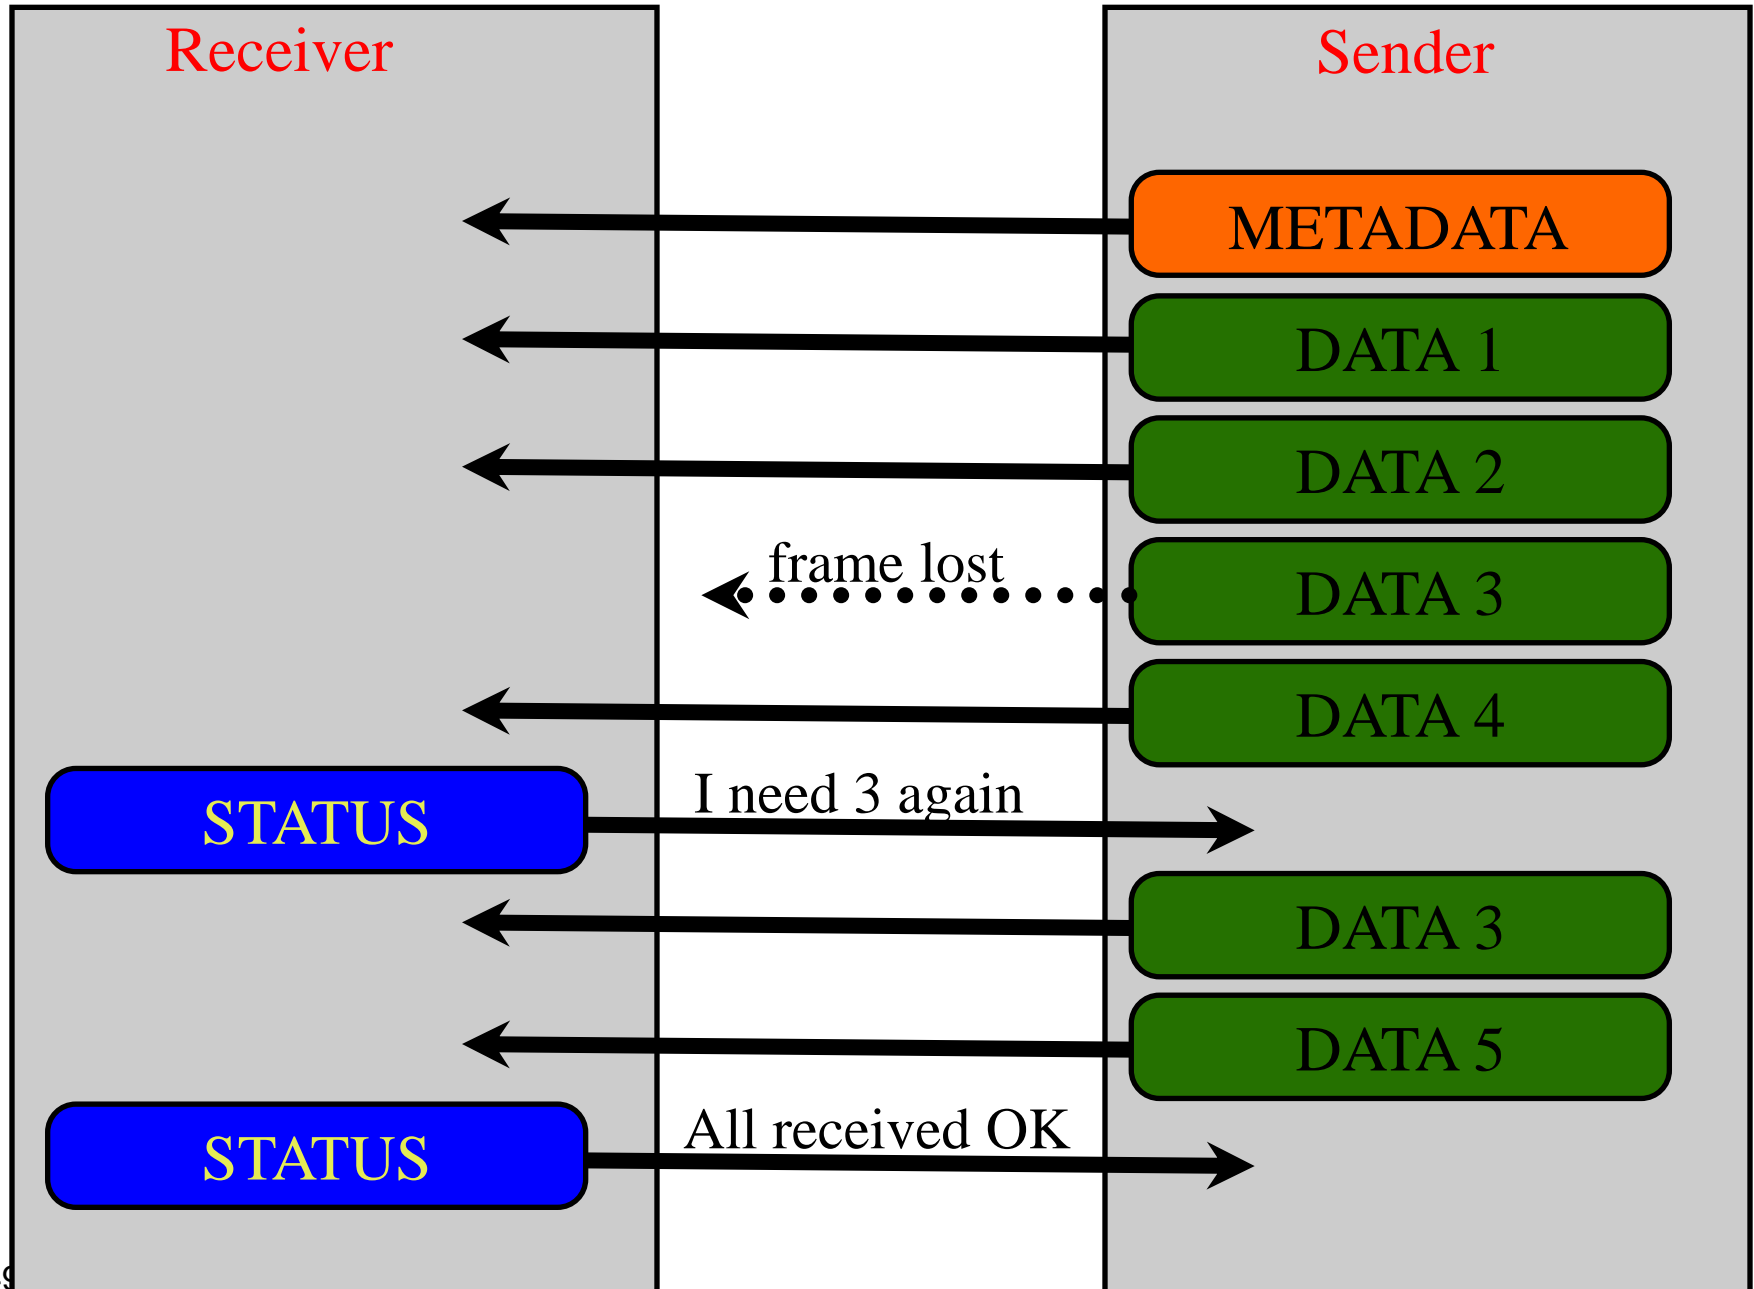 Receiver
Sender
METADATA
DATA 1
DATA 2
frame lost
DATA 3
DATA 4
I need 3 again
STATUS
DATA 3
DATA 5
All received OK
STATUS